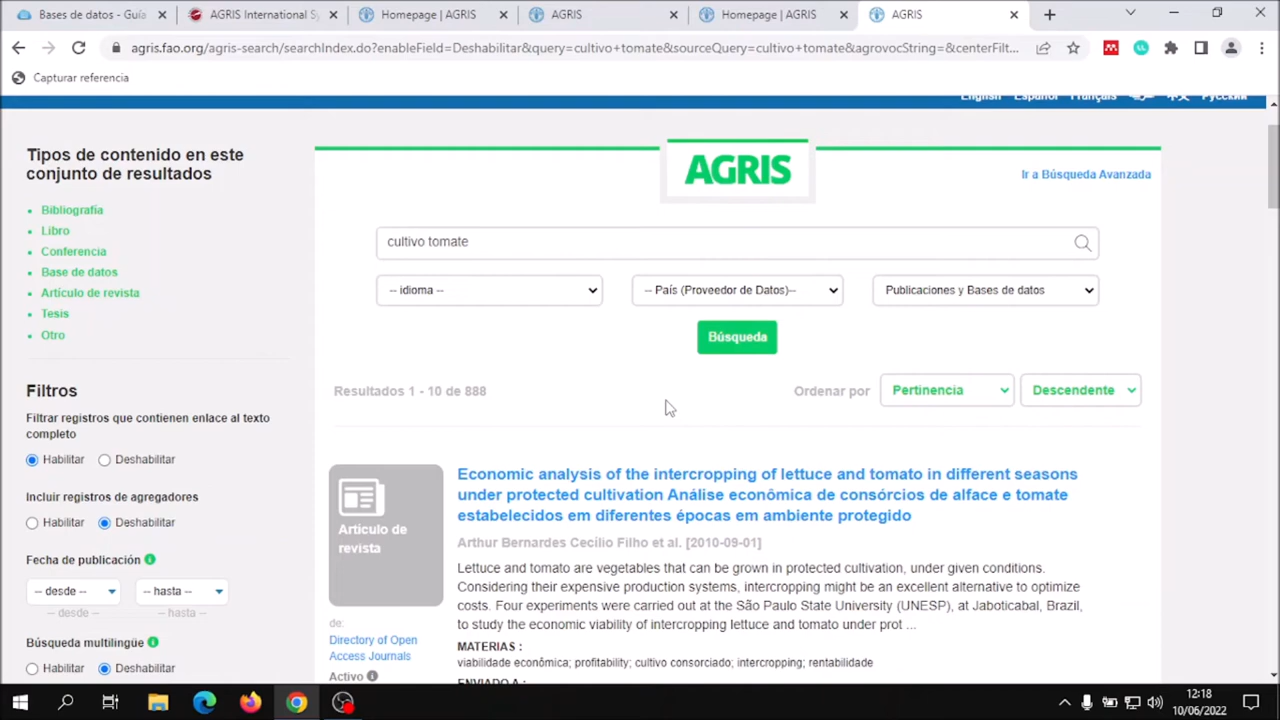 Bases de datos - Guía
AGRIS International Sy
Homepage | AGRIS
AGRIS
Homepage | AGRIS
AGRIS
agris.fao.org/agris-search/searchIndex.do?enableField=Deshabilitar&query=cultivo+tomate&sourceQuery=cultivo+tomate&agrovocString=&centerFilt...
Capturar referencia
English Español Français Русский
Tipos de contenido en este
conjunto de resultados
Bibliografía
Libro
Conferencia
Base de datos
Artículo de revista
Tesis
Otro
Filtros
Filtrar registros que contienen enlace al texto
completo
Habilitar Deshabilitar
Incluir registros de agregadores
Habilitar Deshabilitar
Fecha de publicación
-- desde -- -- hasta --
-- desde -- -- hasta --
Búsqueda multilingüe
Habilitar Deshabilitar
AGRIS
Ir a Búsqueda Avanzada
cultivo tomate
-- idioma -- -- País (Proveedor de Datos)-- Publicaciones y Bases de datos
Búsqueda
Resultados 1 - 10 de 888
Ordenar por Pertinencia Descendente
Artículo de
revista
de:
Directory of Open
Access Journals
Activo
Economic analysis of the intercropping of lettuce and tomato in different seasons
under protected cultivation Análise econômica de consórcios de alface e tomate
estabelecidos em diferentes épocas em ambiente protegido
Arthur Bernardes Cecílio Filho et al. [2010-09-01]
Lettuce and tomato are vegetables that can be grown in protected cultivation, under given conditions.
Considering their expensive production systems, intercropping might be an excellent alternative to optimize
costs. Four experiments were carried out at the São Paulo State University (UNESP), at Jaboticabal, Brazil,
to study the economic viability of intercropping lettuce and tomato under prot ...
MATERIAS :
viabilidade econômica; profitability; cultivo consorciado; intercropping; rentabilidade
ENVIADO A :
12:18
10/06/2022